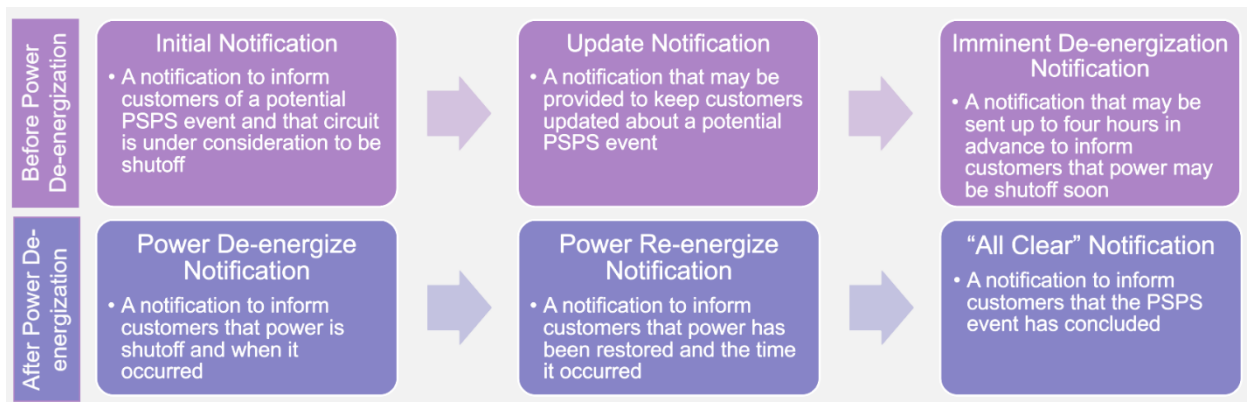 Before Power
De-energization
Initial Notification
• A notification to inform
customers of a potential
PSPS event and that circuit
is under consideration to be
shutoff
Update Notification
• A notification that may be
provided to keep customers
updated about a potential
PSPS event
Imminent De-energization
Notification
• A notification that may be
sent up to four hours in
advance to inform
customers that power may
be shutoff soon
After Power De-
energization
Power De-energize
Notification
• A notification to inform
customers that power is
shutoff and when it
occurred
Power Re-energize
Notification
• A notification to inform
customers that power has
been restored and the time
it occurred
“All Clear” Notification
• A notification to inform
customers that the PSPS
event has concluded